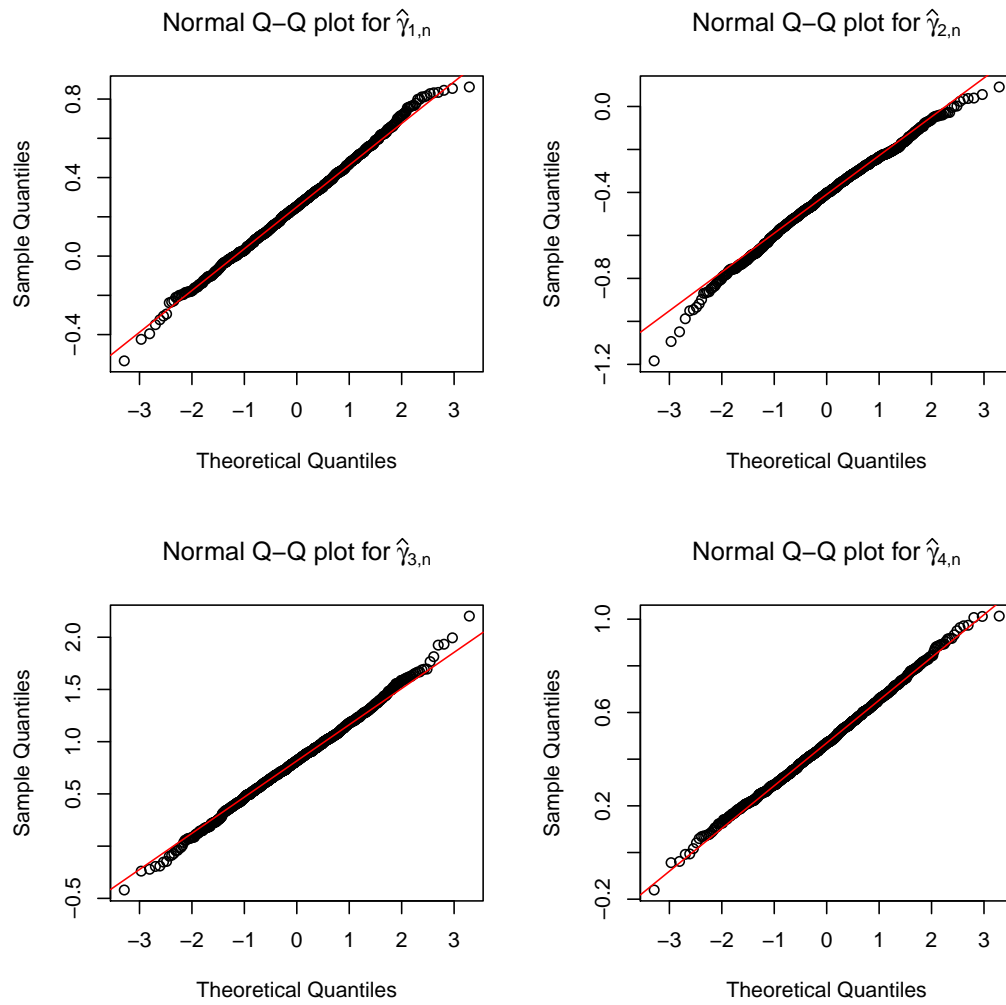 Normal Q−Q plot for γ̂1,n
Sample Quantiles
0.8
0.4
0.0
−0.4
−3 −2 −1 0 1 2 3
Theoretical Quantiles
Normal Q−Q plot for γ̂2,n
Sample Quantiles
0.0
−0.4
−0.8
−1.2
−3 −2 −1 0 1 2 3
Theoretical Quantiles
Normal Q−Q plot for γ̂3,n
Sample Quantiles
2.0
1.5
1.0
0.5
−0.5
−3 −2 −1 0 1 2 3
Theoretical Quantiles
Normal Q−Q plot for γ̂4,n
Sample Quantiles
1.0
0.6
0.2
−0.2
−3 −2 −1 0 1 2 3
Theoretical Quantiles